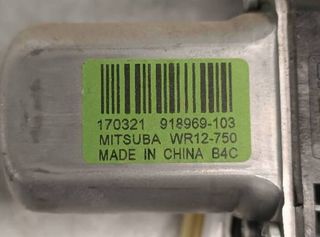 170321 918969-103
MITSUBA WR12-750
MADE IN CHINA B4C